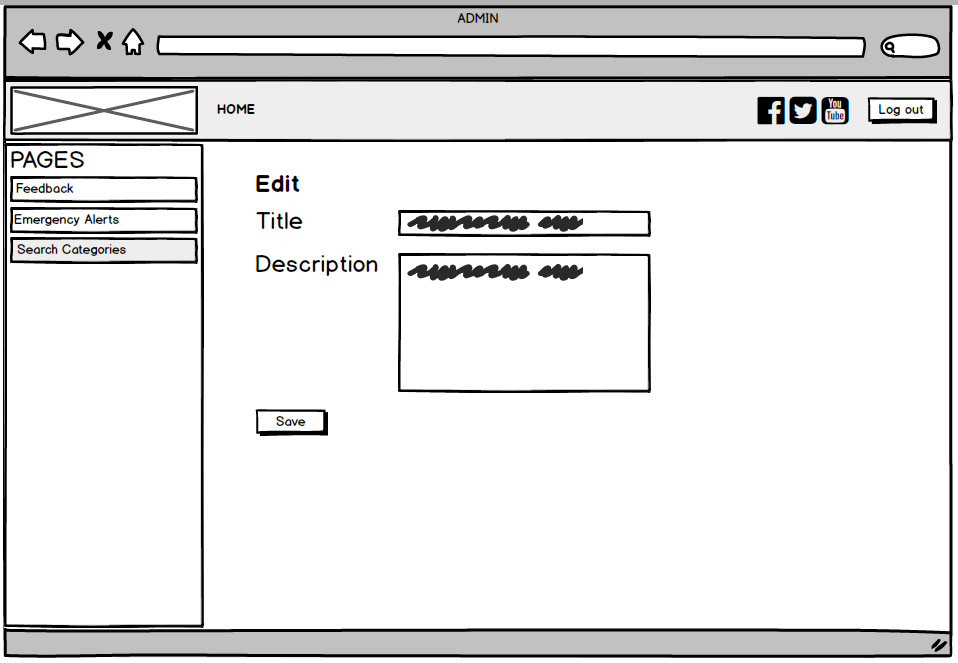 ADMIN
HOME
You
Tube
Log out
PAGES
Feedback
Emergency Alerts
Search Categories
Edit
Title
Description
Save